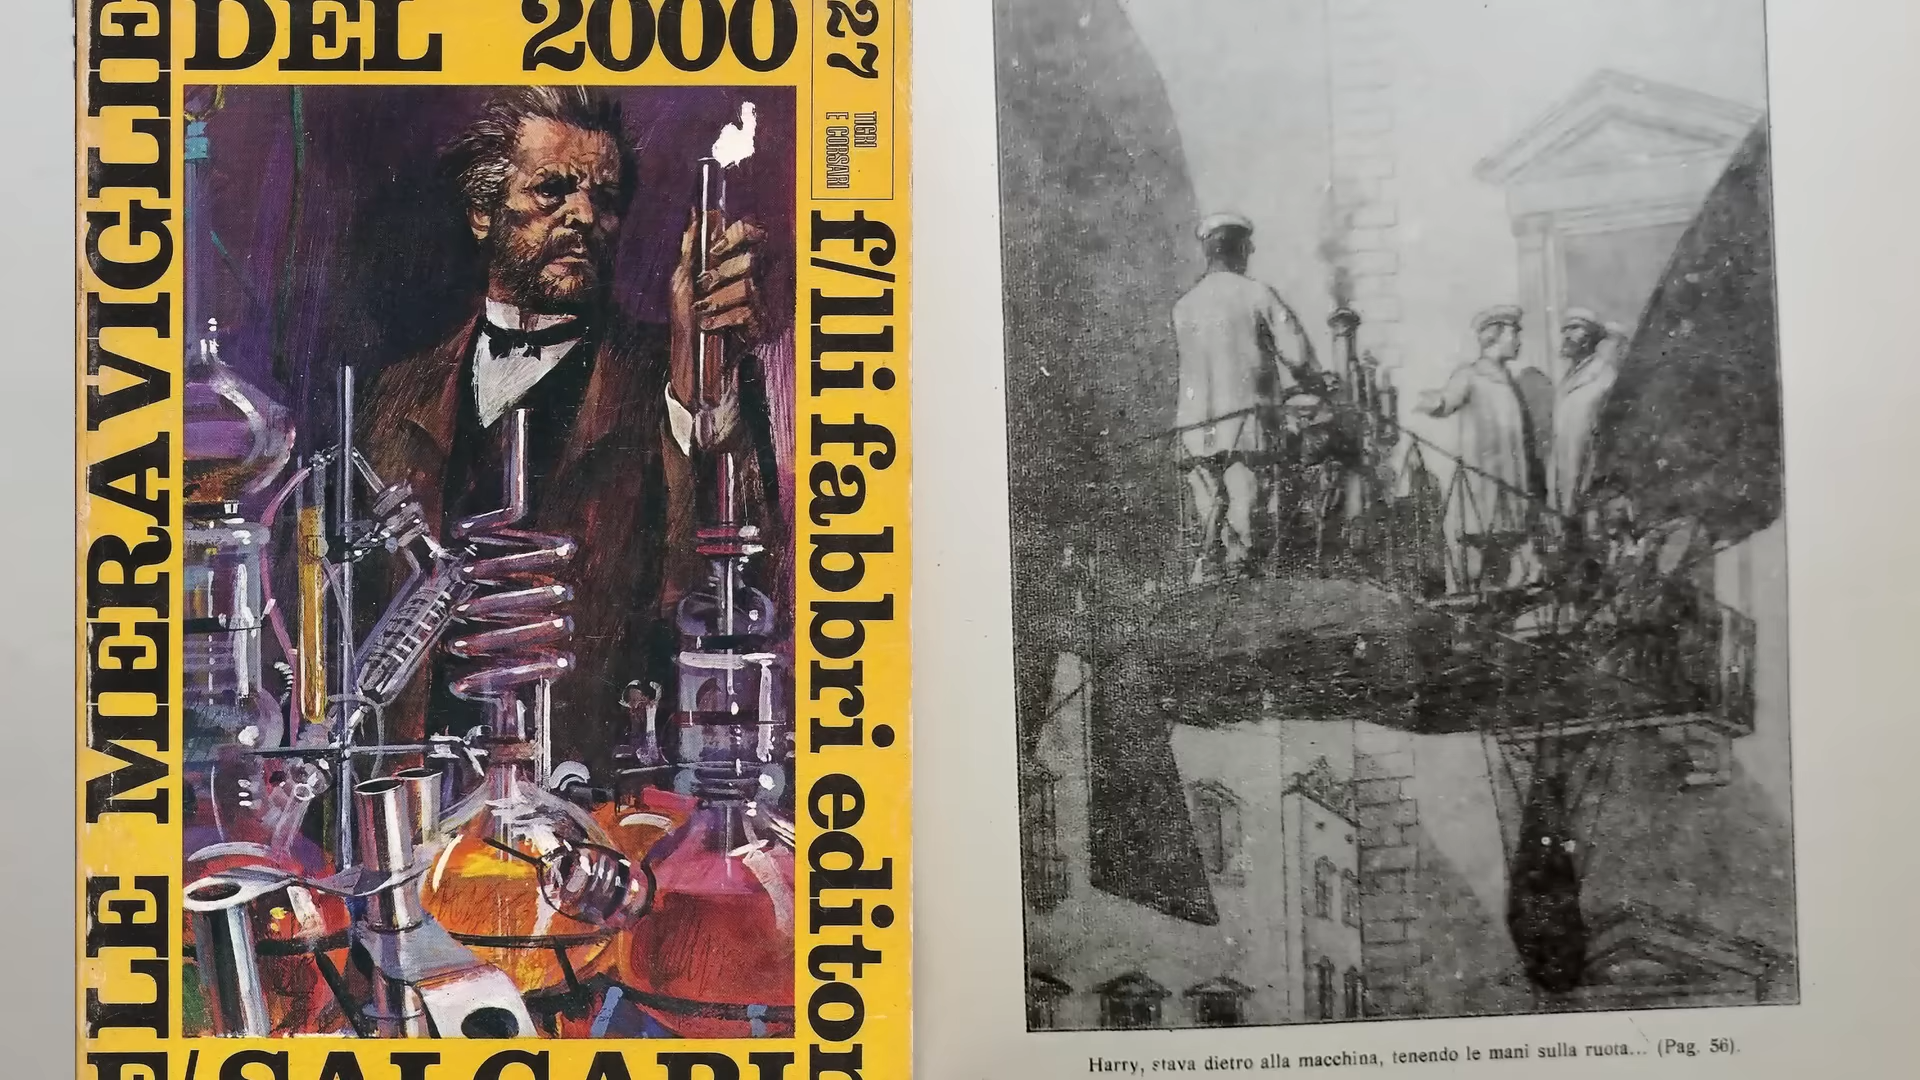 LE MERAVIGLIE
DEL 2000
27
TIGRI
E CORSARI
f/lli fabbri editori
E/SALGARI
Harry, stava dietro alla macchina, tenendo le mani sulla ruota... (Pag. 56).